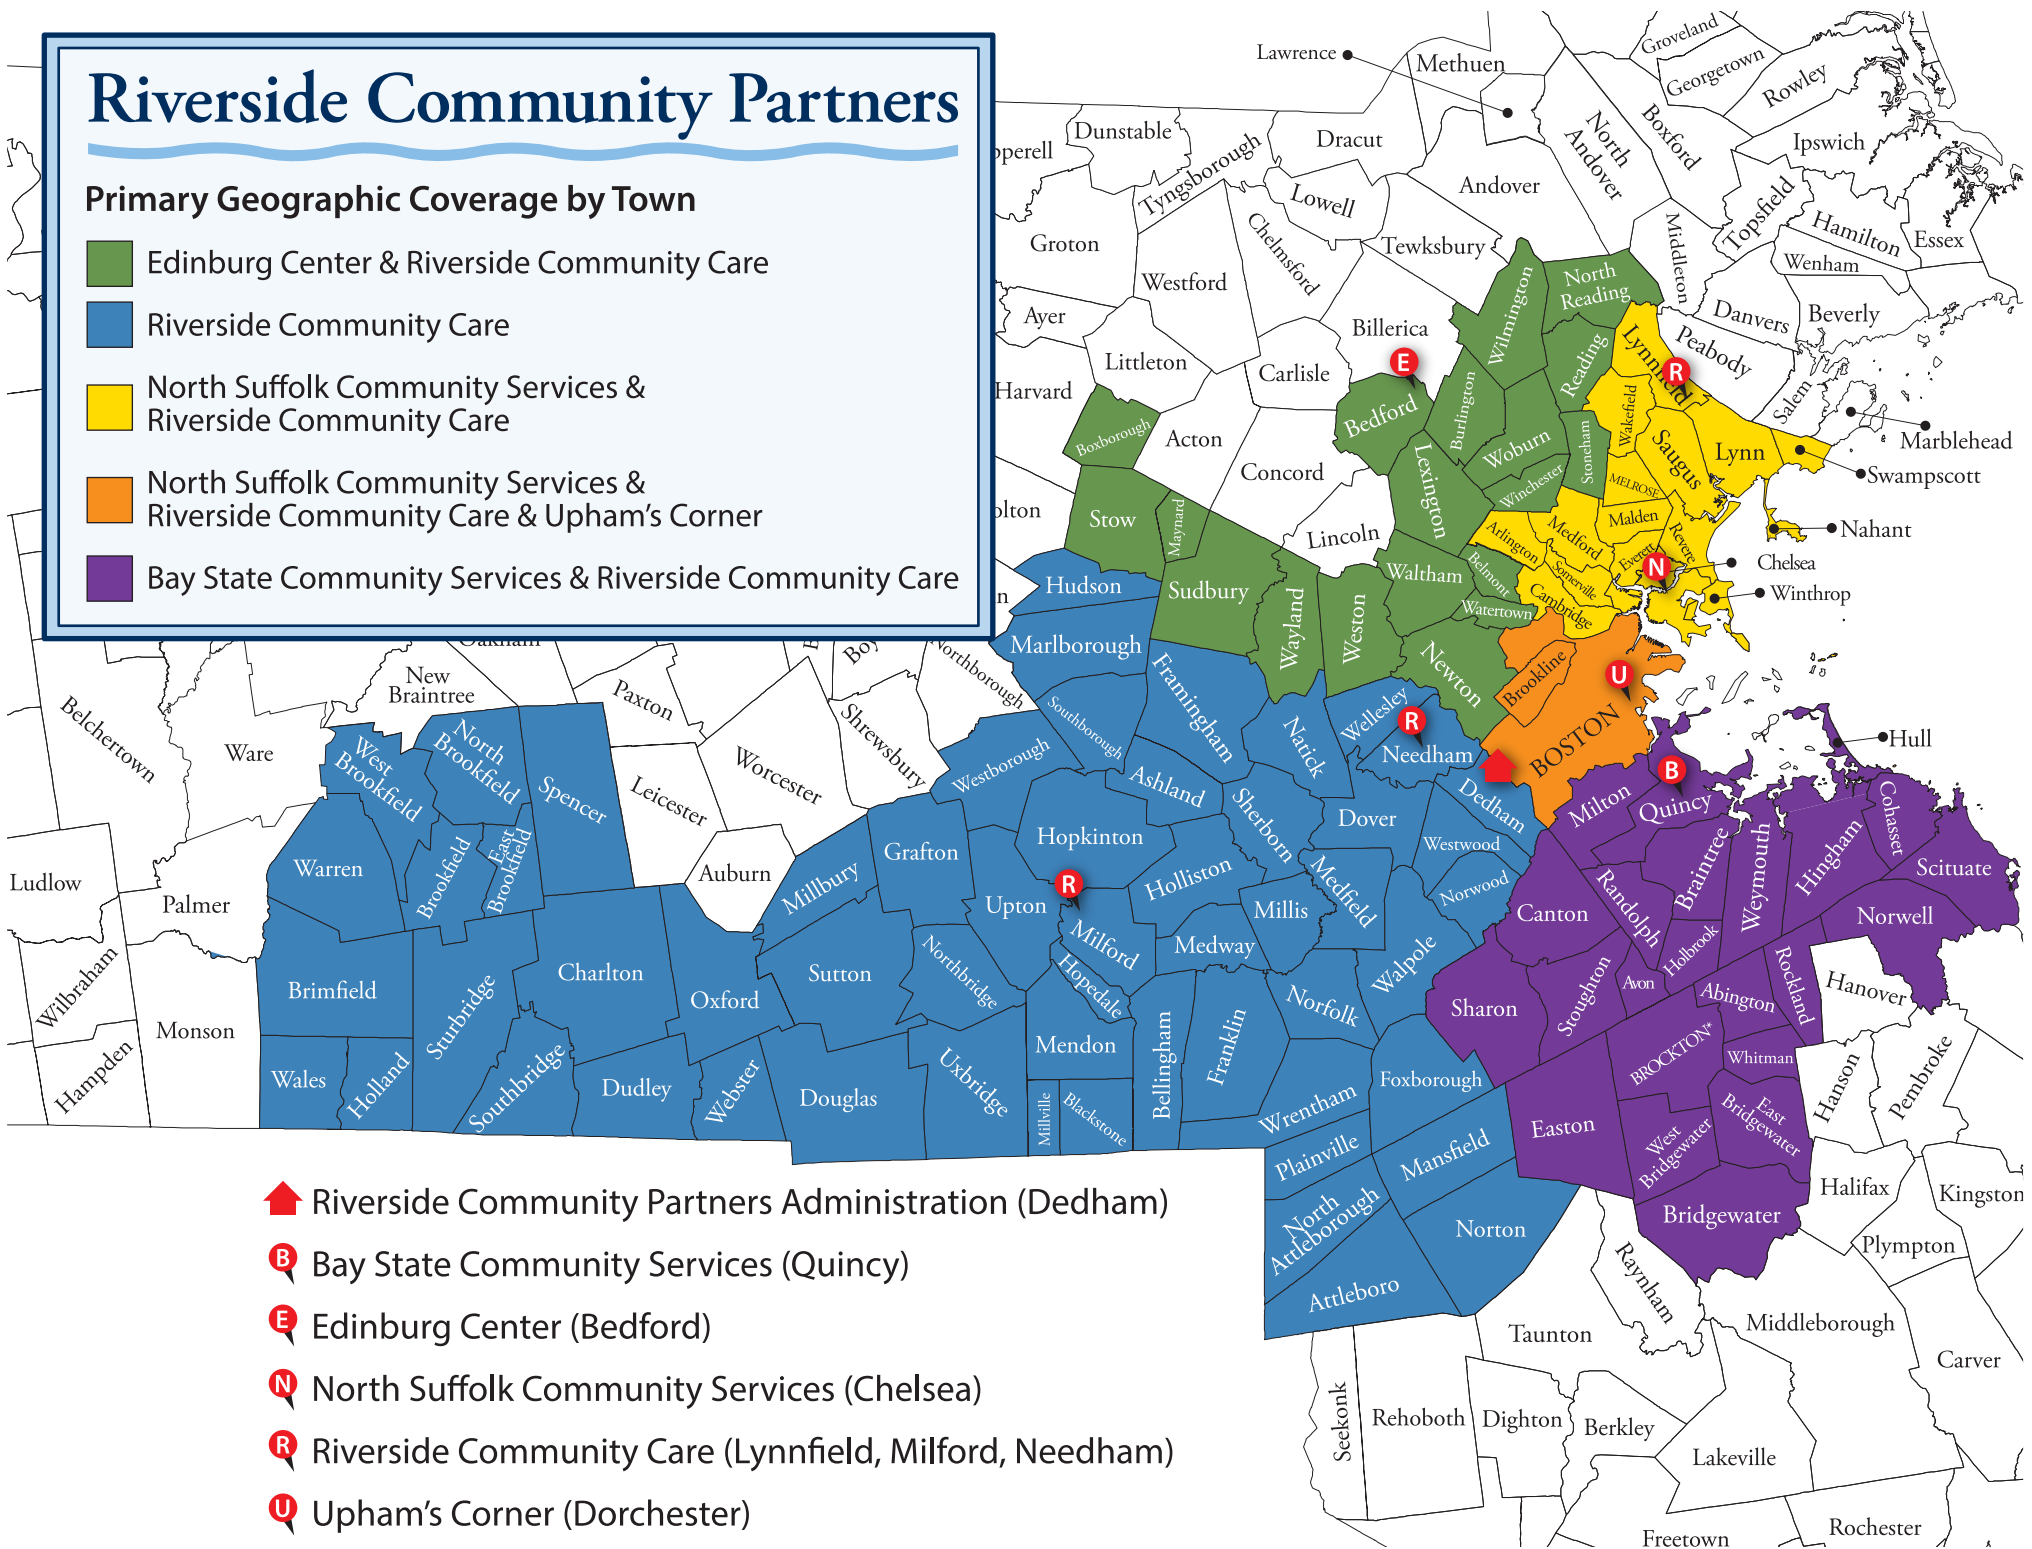 Riverside Community Partners
Primary Geographic Coverage by Town
Edinburg Center & Riverside Community Care
Riverside Community Care
North Suffolk Community Services &
Riverside Community Care
North Suffolk Community Services &
Riverside Community Care & Upham's Corner
Bay State Community Services & Riverside Community Care
Lawrence
Methuen
Groveland
Georgetown
Rowley
Dunstable
Tyngsborough
Dracut
North
Andover
Boxford
Ipswich
pperell
Lowell
Andover
Topsfield
Hamilton
Essex
Groton
Chelmsford
Tewksbury
Middleton
Wenham
Westford
Wilmington
North
Reading
Danvers
Beverly
Ayer
Billerica
E
Reading
Lynnfield
R
Peabody
Littleton
Carlisle
Salem
Harvard
Bedford
Burlington
Wakefield
Marblehead
Boxborough
Acton
Woburn
Stoneham
Saugus
Lynn
Swampscott
Concord
Lexington
Winchester
MELROSE
olton
Stow
Maynard
Lincoln
Arlington
Medford
Malden
Revere
Nahant
Everett
N
Chelsea
Hudson
Sudbury
Waltham
Belmont
Somerville
Cambridge
Winthrop
n
Wayland
Weston
Watertown
Marlborough
Oakham
Boy
Northborough
Framingham
Newton
Brookline
U
New
Braintree
Paxton
Shrewsbury
Southborough
Natick
Wellesley
R
Needham
BOSTON
Hull
Belchertown
Ware
West
Brookfield
North
Brookfield
Spencer
Leicester
Worcester
Westborough
Ashland
Sherborn
Dover
Dedham
Milton
B
Quincy
Cohasset
Warren
Brookfield
East
Brookfield
Auburn
Millbury
Grafton
Hopkinton
Holliston
Medfield
Westwood
Norwood
Braintree
Weymouth
Hingham
Scituate
Ludlow
Palmer
Upton
R
Milford
Millis
Canton
Randolph
Norwell
Medway
Walpole
Holbrook
Wilbraham
Brimfield
Sturbridge
Charlton
Oxford
Sutton
Northbridge
Hopedale
Norfolk
Sharon
Stoughton
Avon
Abington
Rockland
Hanover
Monson
Mendon
Bellingham
Franklin
BROCKTON*
Whitman
Hanson
Pembroke
Hampden
Wales
Holland
Southbridge
Dudley
Webster
Douglas
Uxbridge
Millville
Blackstone
Wrentham
Foxborough
Easton
West
Bridgewater
East
Bridgewater
Plainville
Mansfield
Halifax
Kingston
North
Attleborough
Norton
Bridgewater
Plympton
Attleboro
Raynham
Taunton
Middleborough
Carver
Seekonk
Rehoboth
Dighton
Berkley
Lakeville
Freetown
Rochester
Riverside Community Partners Administration (Dedham)
B Bay State Community Services (Quincy)
E Edinburg Center (Bedford)
N North Suffolk Community Services (Chelsea)
R Riverside Community Care (Lynnfield, Milford, Needham)
U Upham's Corner (Dorchester)